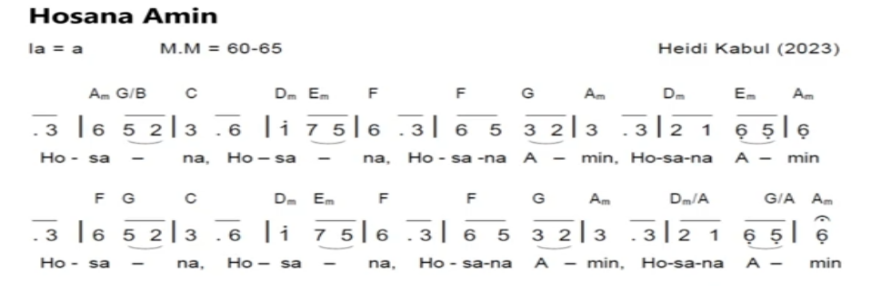 Hosana Amin
la = a M.M = 60-65 Heidi Kabul (2023)
Am G/B C Dm Em F F G Am Dm Em Am
. 3 | 6 5 2 | 3 . 6 | i 7 5 | 6 . 3 | 6 5 3 2 | 3 . 3 | 2 1 6̣ 5̣ | 6̣
Ho - sa – na, Ho – sa – na, Ho - sa -na A – min, Ho-sa-na A – min
F G C Dm Em F F G Am Dm/A G/A Am
. 3 | 6 5 2 | 3 . 6 | i 7 5 | 6 . 3 | 6 5 3 2 | 3 . 3 | 2 1 6̣ 5̣ | 6̣
Ho - sa – na, Ho – sa – na, Ho - sa-na A – min, Ho-sa-na A – min